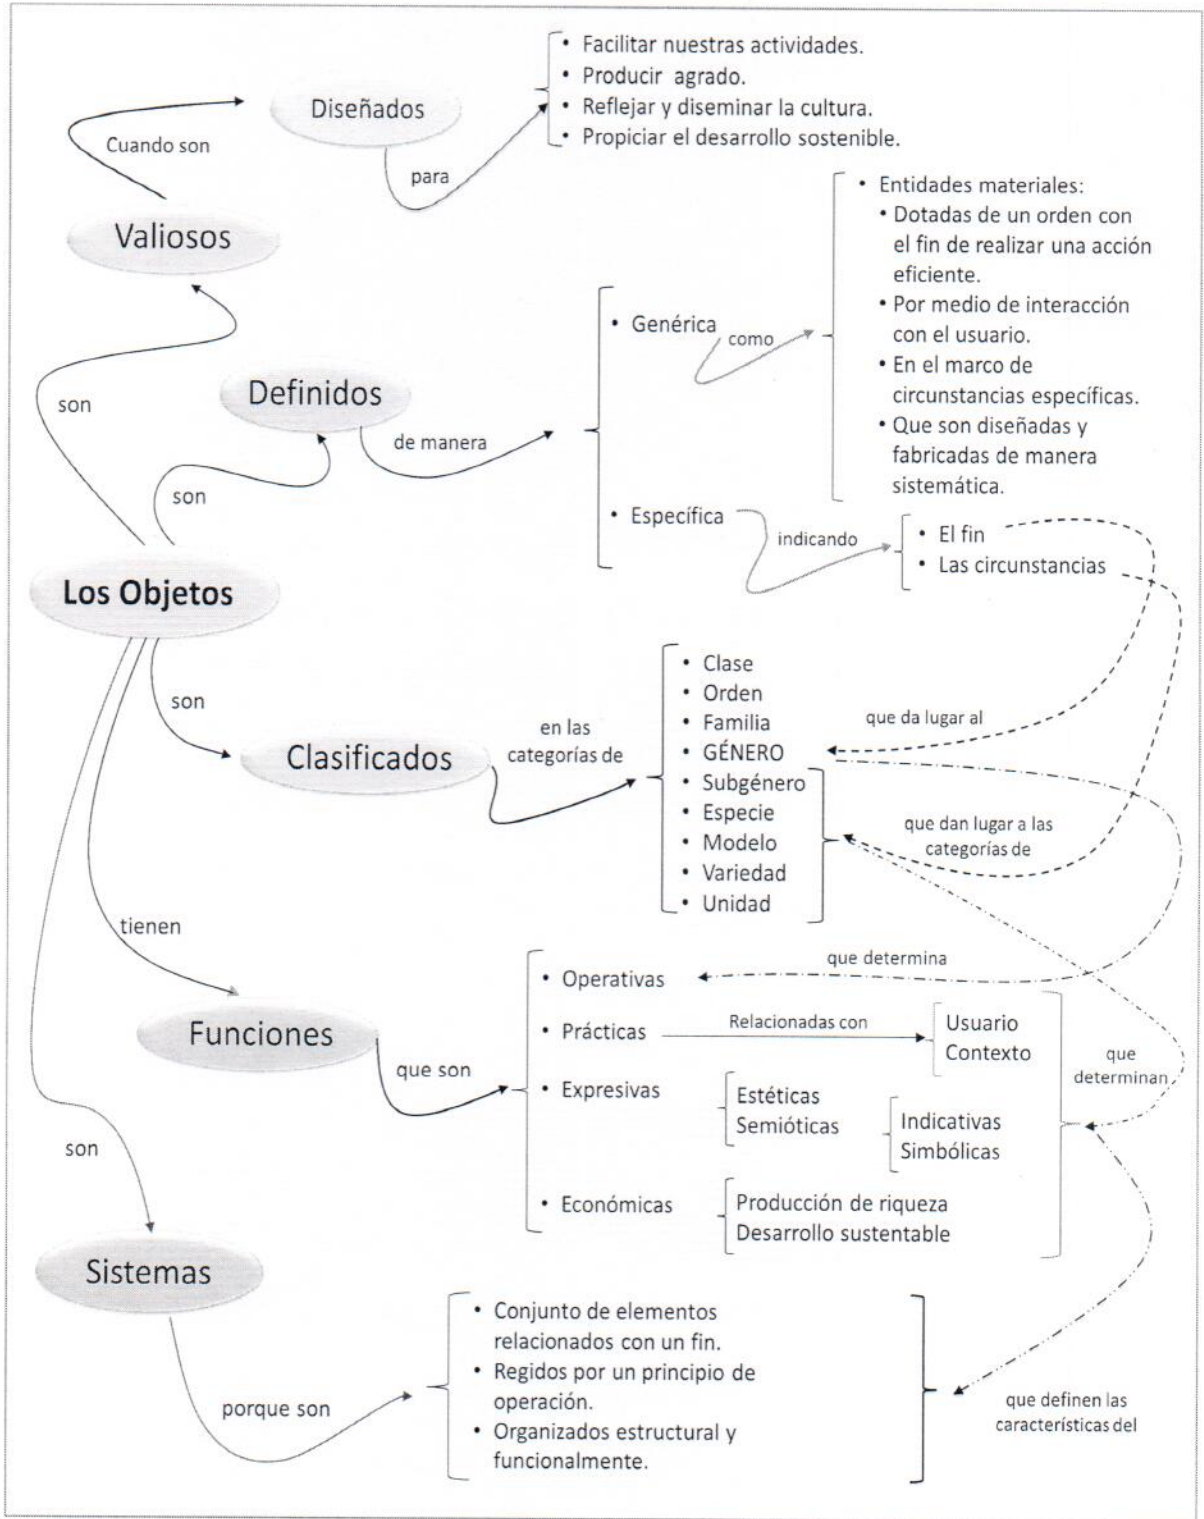 • Facilitar nuestras actividades.
• Producir agrado.
• Reflejar y diseminar la cultura.
• Propiciar el desarrollo sostenible.
Diseñados
Cuando son
para
Valiosos
• Entidades materiales:
• Dotadas de un orden con
el fin de realizar una acción
eficiente.
• Por medio de interacción
con el usuario.
• En el marco de
circunstancias específicas.
• Que son diseñadas y
fabricadas de manera
sistemática.
• Genérica
como
son
Definidos
de manera
son
• Específica
indicando
• El fin
• Las circunstancias
Los Objetos
son
Clasificados
en las
categorías de
• Clase
• Orden
• Familia
• GÉNERO
• Subgénero
• Especie
• Modelo
• Variedad
• Unidad
que da lugar al
que dan lugar a las
categorías de
tienen
Funciones
que son
• Operativas
que determina
• Prácticas
Relacionadas con
Usuario
Contexto
que
determinan
• Expresivas
Estéticas
Semióticas
Indicativas
Simbólicas
• Económicas
Producción de riqueza
Desarrollo sustentable
son
Sistemas
porque son
• Conjunto de elementos
relacionados con un fin.
• Regidos por un principio de
operación.
• Organizados estructural y
funcionalmente.
que definen las
características del